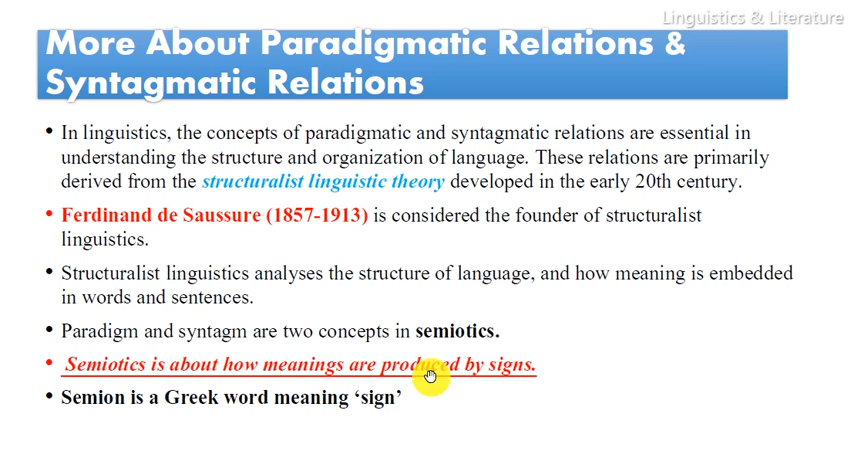 Linguistics & Literature
More About Paradigmatic Relations &
Syntagmatic Relations
• In linguistics, the concepts of paradigmatic and syntagmatic relations are essential in
understanding the structure and organization of language. These relations are primarily
derived from the structuralist linguistic theory developed in the early 20th century.
• Ferdinand de Saussure (1857-1913) is considered the founder of structuralist
linguistics.
• Structuralist linguistics analyses the structure of language, and how meaning is embedded
in words and sentences.
• Paradigm and syntagm are two concepts in semiotics.
• Semiotics is about how meanings are produced by signs.
• Semion is a Greek word meaning ‘sign’